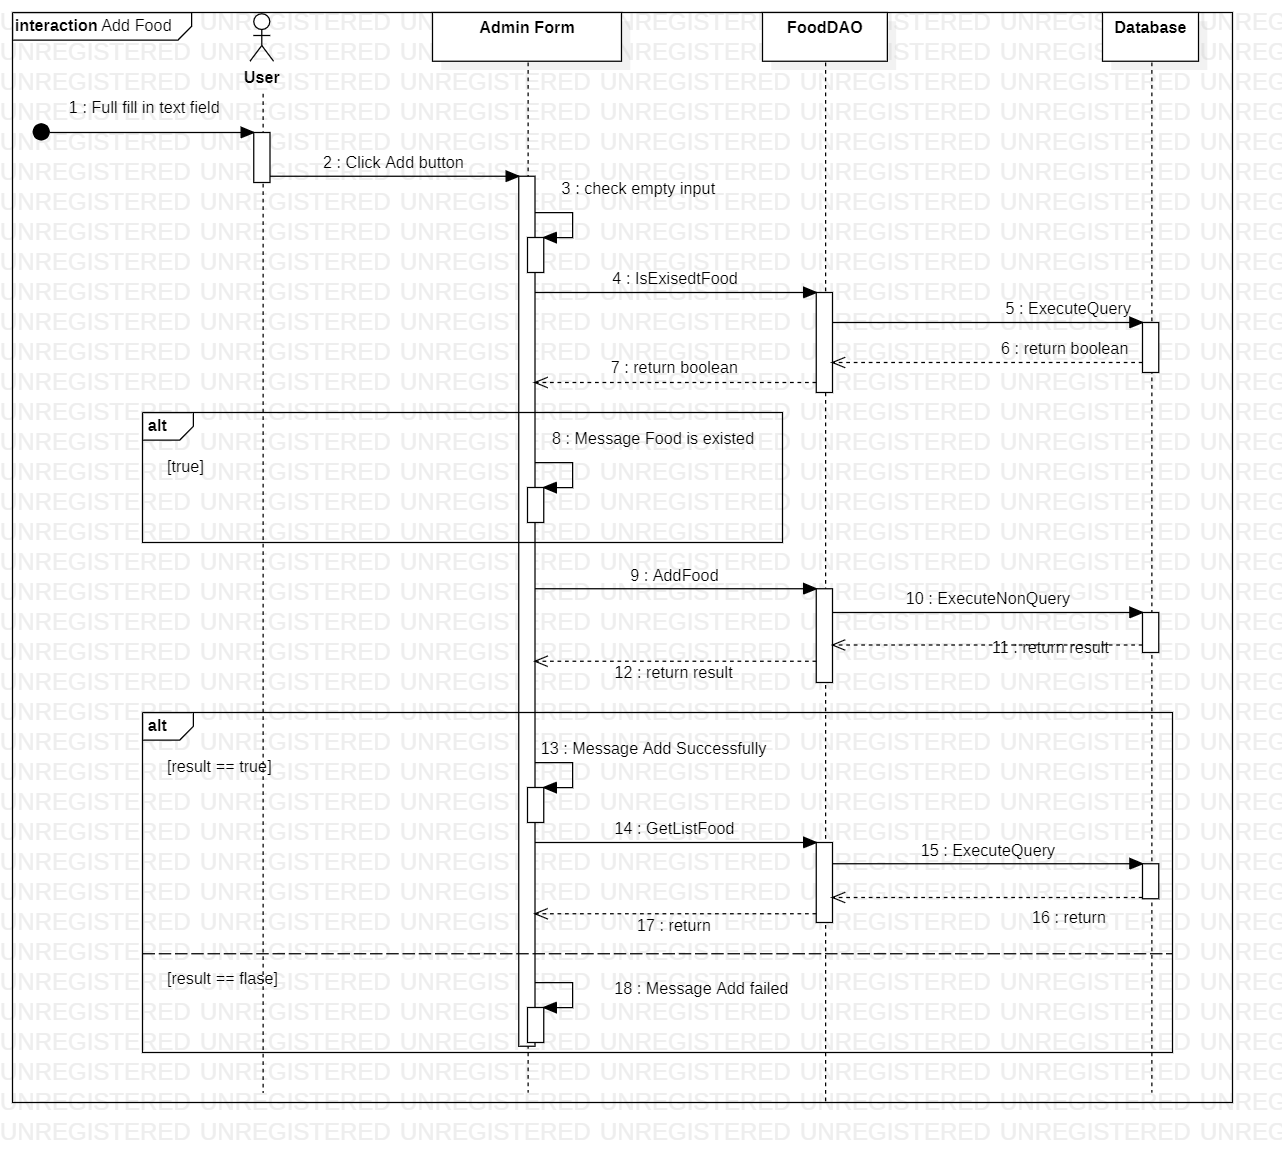 interaction Add Food
User
Admin Form
FoodDAO
Database
1 : Full fill in text field
2 : Click Add button
3 : check empty input
4 : IsExisedtFood
5 : ExecuteQuery
6 : return boolean
7 : return boolean
alt
8 : Message Food is existed
[true]
9 : AddFood
10 : ExecuteNonQuery
11 : return result
12 : return result
alt
13 : Message Add Successfully
[result == true]
14 : GetListFood
15 : ExecuteQuery
16 : return
17 : return
[result == flase]
18 : Message Add failed
UNREGISTERED